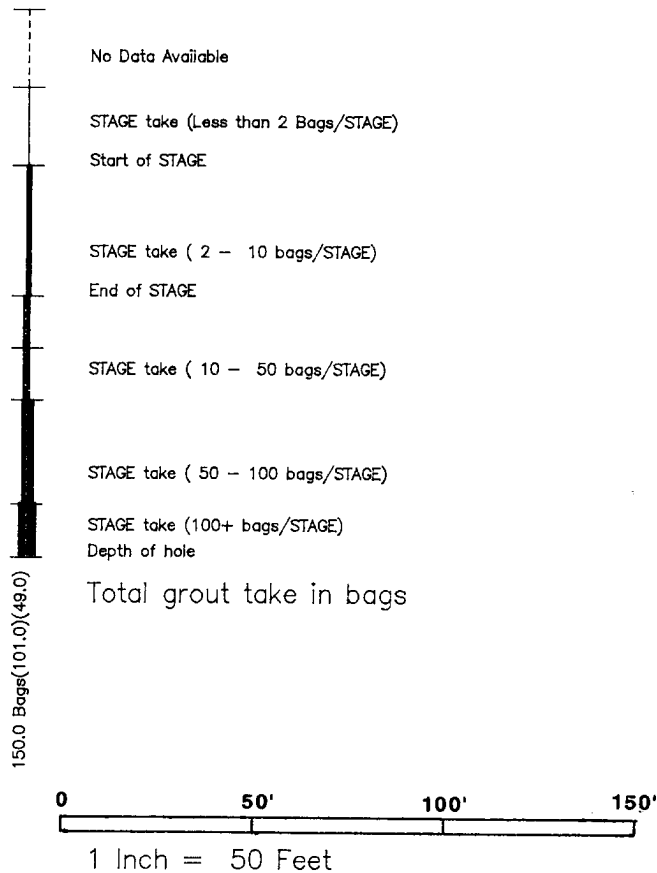 No Data Available
STAGE take (Less than 2 Bags/STAGE)
Start of STAGE
STAGE take ( 2 – 10 bags/STAGE)
End of STAGE
STAGE take ( 10 – 50 bags/STAGE)
STAGE take ( 50 – 100 bags/STAGE)
STAGE take (100+ bags/STAGE)
Depth of hole
Total grout take in bags
150.0 Bags(101.0)(49.0)
0 50' 100' 150'
1 Inch = 50 Feet